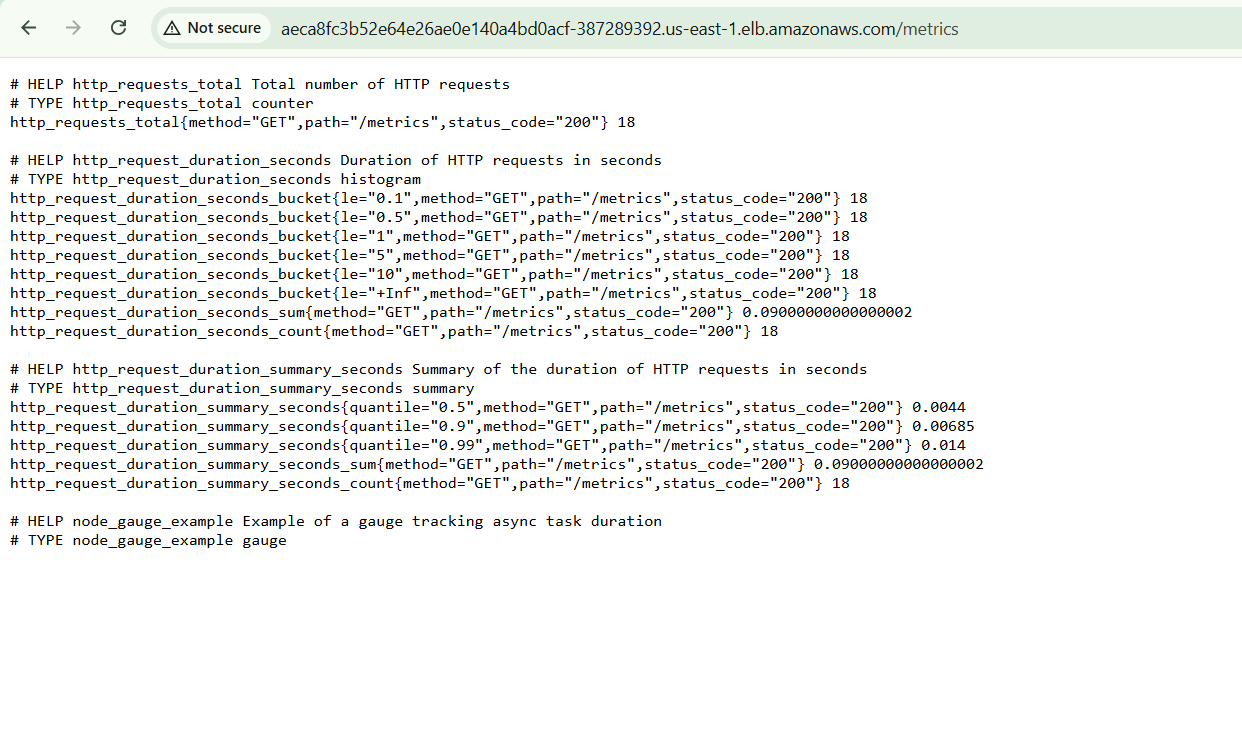 Not secure aeca8fc3b52e64e26ae0e140a4bd0acf-387289392.us-east-1.elb.amazonaws.com/metrics
# HELP http_requests_total Total number of HTTP requests
# TYPE http_requests_total counter
http_requests_total{method="GET",path="/metrics",status_code="200"} 18
# HELP http_request_duration_seconds Duration of HTTP requests in seconds
# TYPE http_request_duration_seconds histogram
http_request_duration_seconds_bucket{le="0.1",method="GET",path="/metrics",status_code="200"} 18
http_request_duration_seconds_bucket{le="0.5",method="GET",path="/metrics",status_code="200"} 18
http_request_duration_seconds_bucket{le="1",method="GET",path="/metrics",status_code="200"} 18
http_request_duration_seconds_bucket{le="5",method="GET",path="/metrics",status_code="200"} 18
http_request_duration_seconds_bucket{le="10",method="GET",path="/metrics",status_code="200"} 18
http_request_duration_seconds_bucket{le="+Inf",method="GET",path="/metrics",status_code="200"} 18
http_request_duration_seconds_sum{method="GET",path="/metrics",status_code="200"} 0.09000000000000002
http_request_duration_seconds_count{method="GET",path="/metrics",status_code="200"} 18
# HELP http_request_duration_summary_seconds Summary of the duration of HTTP requests in seconds
# TYPE http_request_duration_summary_seconds summary
http_request_duration_summary_seconds{quantile="0.5",method="GET",path="/metrics",status_code="200"} 0.0044
http_request_duration_summary_seconds{quantile="0.9",method="GET",path="/metrics",status_code="200"} 0.00685
http_request_duration_summary_seconds{quantile="0.99",method="GET",path="/metrics",status_code="200"} 0.014
http_request_duration_summary_seconds_sum{method="GET",path="/metrics",status_code="200"} 0.09000000000000002
http_request_duration_summary_seconds_count{method="GET",path="/metrics",status_code="200"} 18
# HELP node_gauge_example Example of a gauge tracking async task duration
# TYPE node_gauge_example gauge